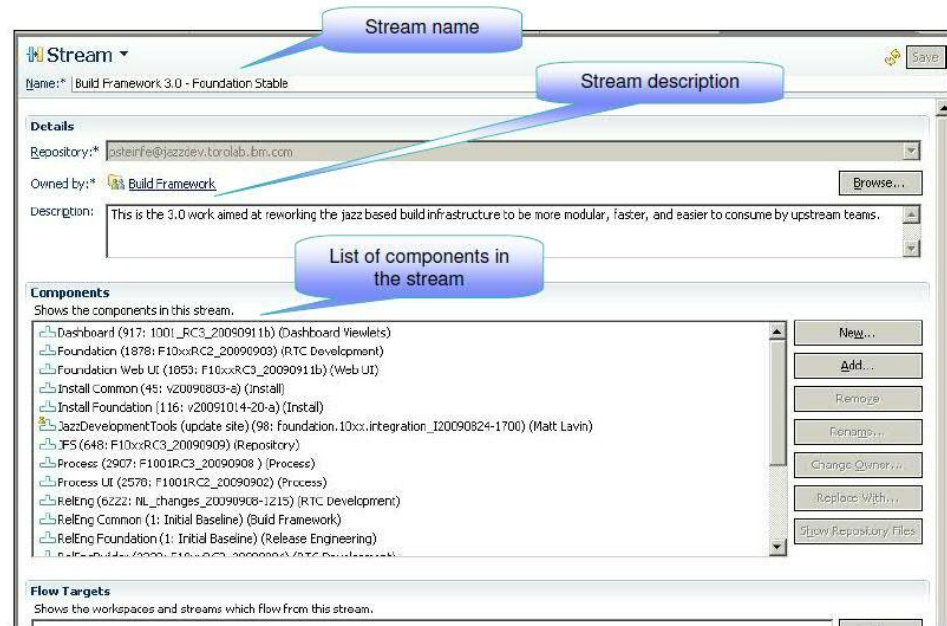 Stream name
Stream
Save
Name:* Build Framework 3.0 - Foundation Stable
Stream description
Details
Repository:* psteinfe@jazzdev.torolab.ibm.com
Owned by:* Build Framework
Browse...
Description: This is the 3.0 work aimed at reworking the jazz based build infrastructure to be more modular, faster, and easier to consume by upstream teams.
List of components in
the stream
Components
Shows the components in this stream.
Dashboard (917: 1001_RC3_20090911b) (Dashboard Viewlets)
New...
Foundation (1878: F10xxRC2_20090903) (RTC Development)
Foundation Web UI (1853: F10xxRC3_20090911b) (Web UI)
Add...
Install Common (45: v20090803-a) (Install)
Remove
Install Foundation (116: v20091014-20-a) (Install)
JazzDevelopmentTools (update site) (98: foundation.10xx.integration_I20090824-1700) (Matt Lavin)
Rename...
JFS (648: F10xxRC3_20090909) (Repository)
Process (2907: F1001RC3_20090908 ) (Process)
Change Owner...
Process UI (2578: F1001RC2_20090902) (Process)
RelEng (6222: NL_changes_20090908-1215) (RTC Development)
Replace With...
RelEng Common (1: Initial Baseline) (Build Framework)
RelEng Foundation (1: Initial Baseline) (Release Engineering)
Show Repository Files
Flow Targets
Shows the workspaces and streams which flow from this stream.